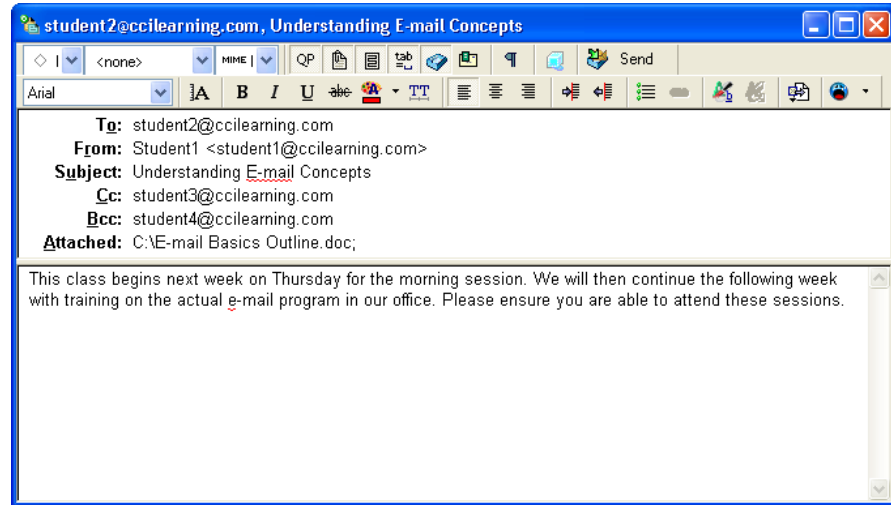 student2@ccilearning.com, Understanding E-mail Concepts
<none> MIME QP tab Send
Arial A B I U abc A TT
To: student2@ccilearning.com
From: Student1 <student1@ccilearning.com>
Subject: Understanding E-mail Concepts
Cc: student3@ccilearning.com
Bcc: student4@ccilearning.com
Attached: C:\E-mail Basics Outline.doc;
This class begins next week on Thursday for the morning session. We will then continue the following week
with training on the actual e-mail program in our office. Please ensure you are able to attend these sessions.